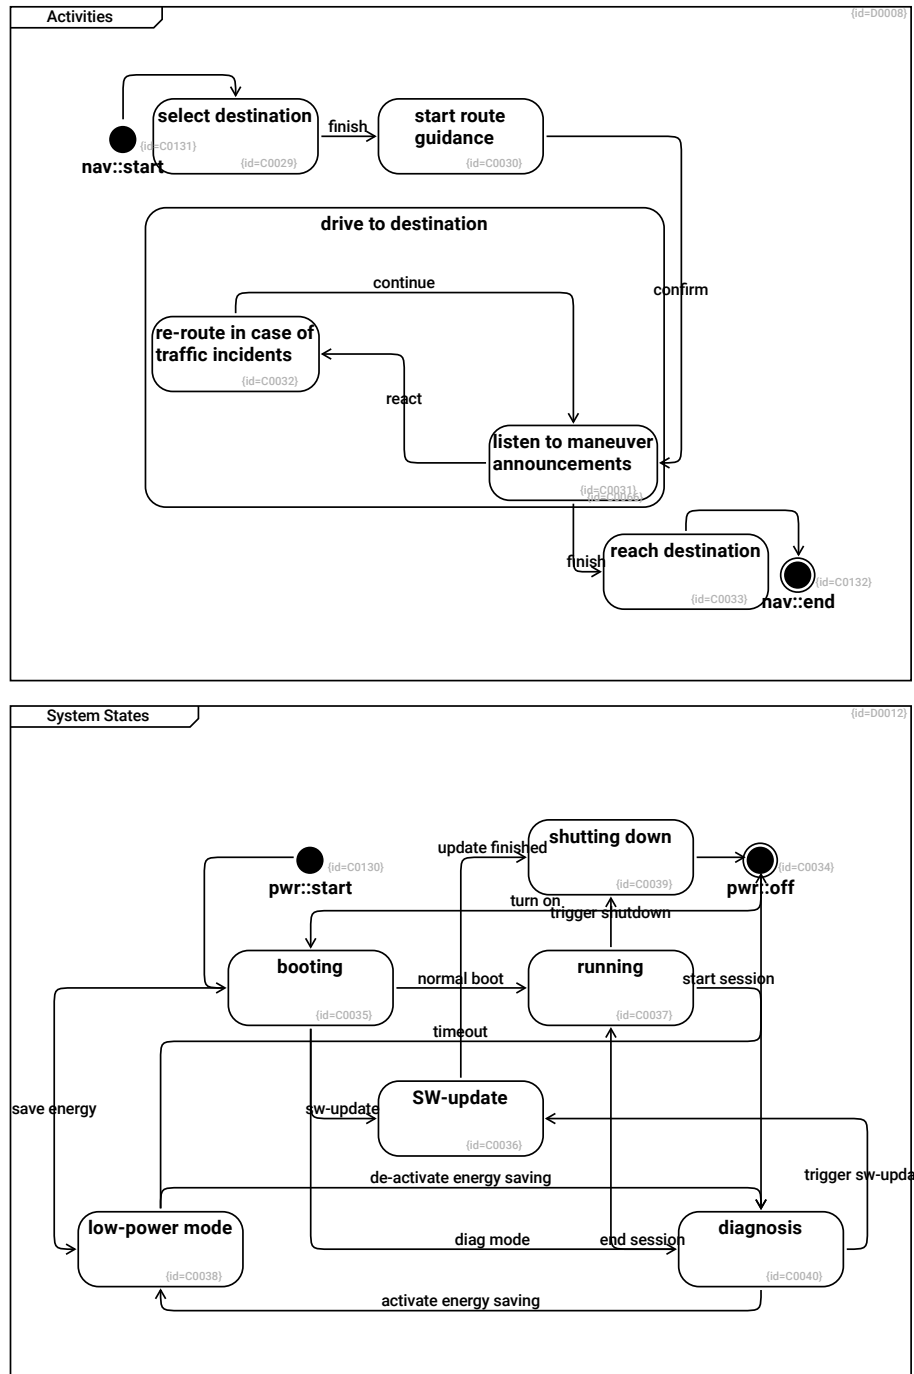 Activities
{id=D0008}
select destination
{id=C0029}
{id=C0131}
nav::start
finish
start route
guidance
{id=C0030}
drive to destination
continue
confirm
re-route in case of
traffic incidents
{id=C0032}
react
listen to maneuver
announcements
{id=C0031}
{id=C0066}
finish
reach destination
{id=C0033}
{id=C0132}
nav::end
System States
{id=D0012}
{id=C0130}
pwr::start
update finished
shutting down
{id=C0039}
{id=C0034}
pwr::off
turn on
trigger shutdown
booting
{id=C0035}
normal boot
running
{id=C0037}
start session
timeout
save energy
sw-update
SW-update
{id=C0036}
trigger sw-upda
de-activate energy saving
low-power mode
{id=C0038}
diag mode
end session
diagnosis
{id=C0040}
activate energy saving